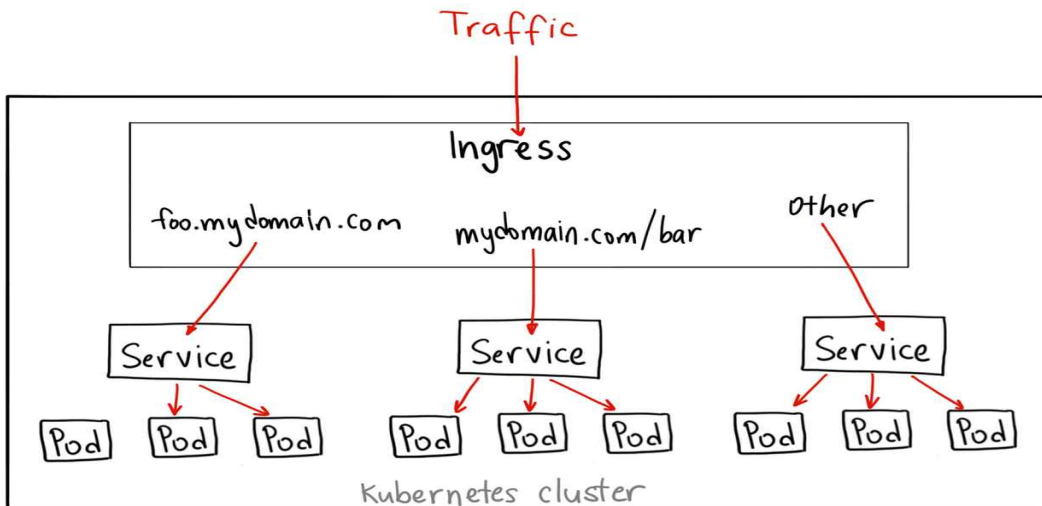 Traffic
Ingress
foo.mydomain.com
mydomain.com/bar
other
Service
Service
Service
Pod
Pod
Pod
Pod
Pod
Pod
Pod
Pod
Pod
Kubernetes cluster